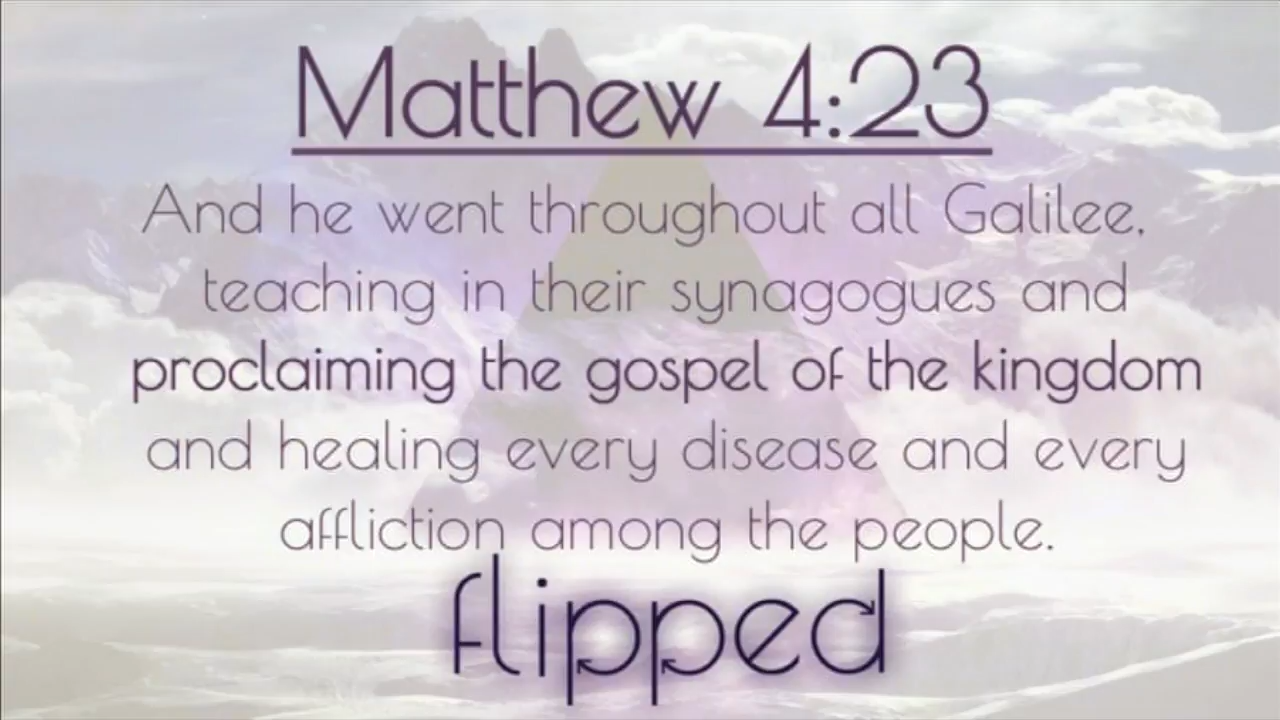 Matthew 4:23
And he went throughout all Galilee,
teaching in their synagogues and
proclaiming the gospel of the kingdom
and healing every disease and every
affliction among the people.
flipped